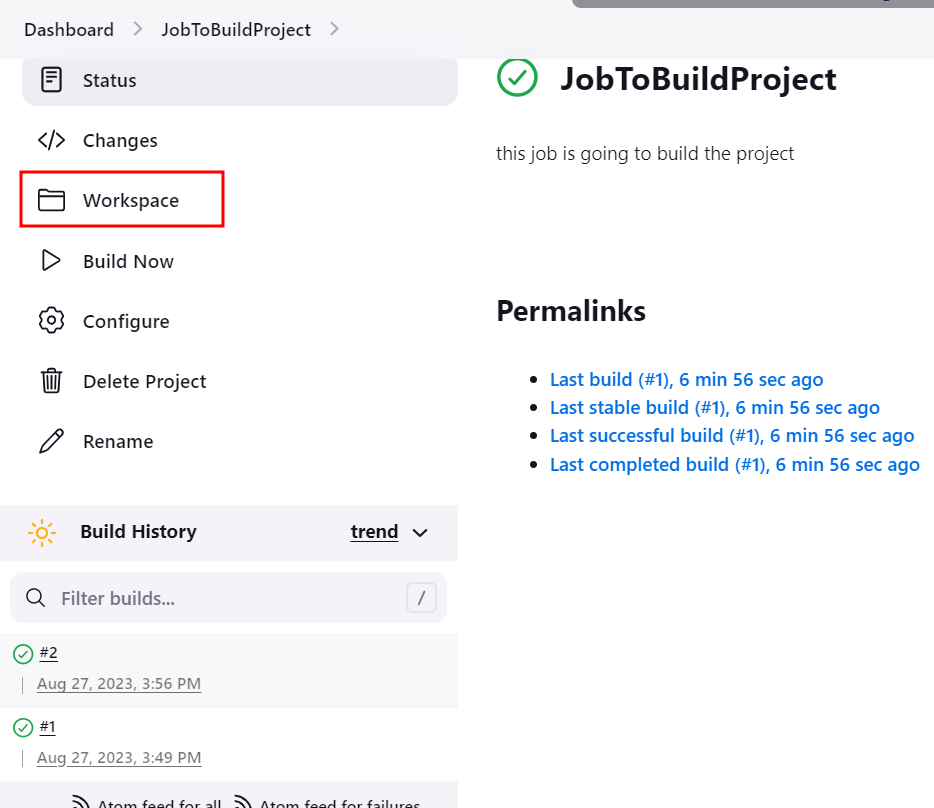 Dashboard
JobToBuildProject
Status
Changes
Workspace
Build Now
Configure
Delete Project
Rename
Build History
trend
Filter builds...
/
#2
Aug 27, 2023, 3:56 PM
#1
Aug 27, 2023, 3:49 PM
Atom feed for all
Atom feed for failures
JobToBuildProject
this job is going to build the project
Permalinks
Last build (#1), 6 min 56 sec ago
Last stable build (#1), 6 min 56 sec ago
Last successful build (#1), 6 min 56 sec ago
Last completed build (#1), 6 min 56 sec ago